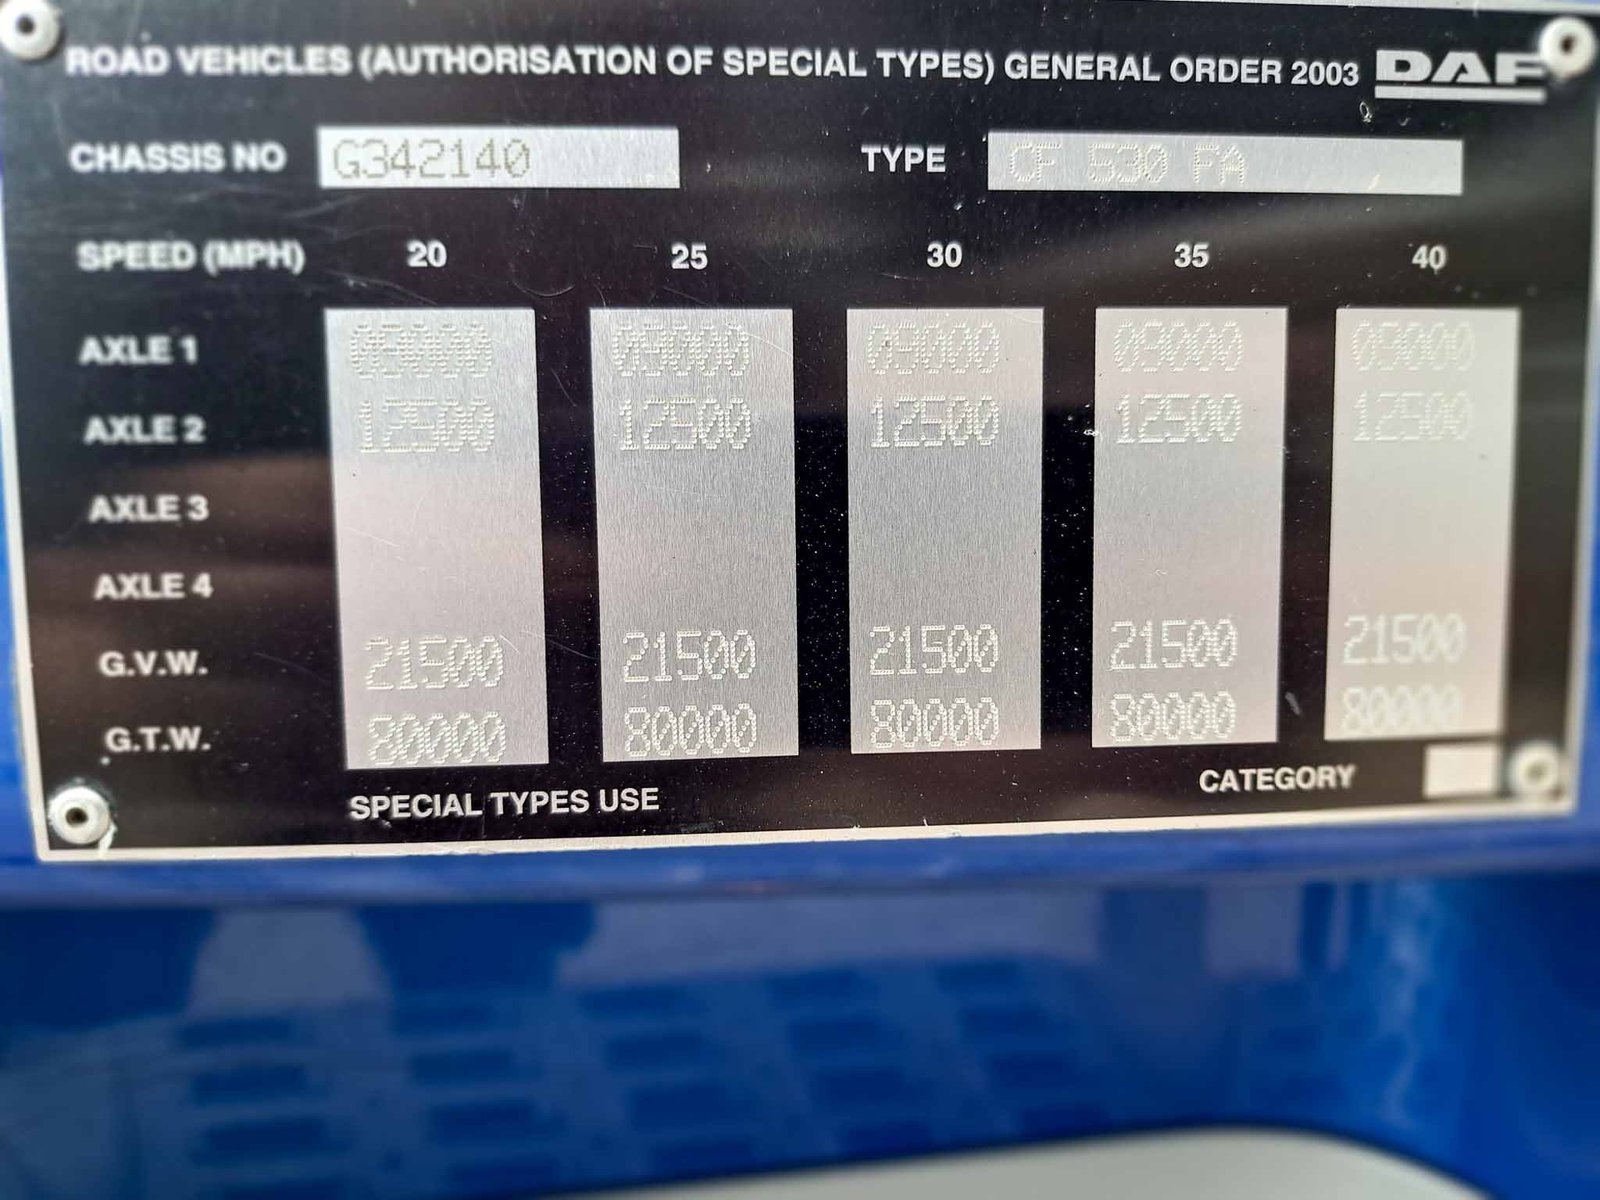 ROAD VEHICLES (AUTHORISATION OF SPECIAL TYPES) GENERAL ORDER 2003 DAF
CHASSIS NO G342140 TYPE CF 530 FA
SPEED (MPH) 20 25 30 35 40
AXLE 1 09000 09000 09000 09000 09000
AXLE 2 12500 12500 12500 12500 12500
AXLE 3
AXLE 4
G.V.W. 21500 21500 21500 21500 21500
G.T.W. 80000 80000 80000 80000 80000
SPECIAL TYPES USE CATEGORY